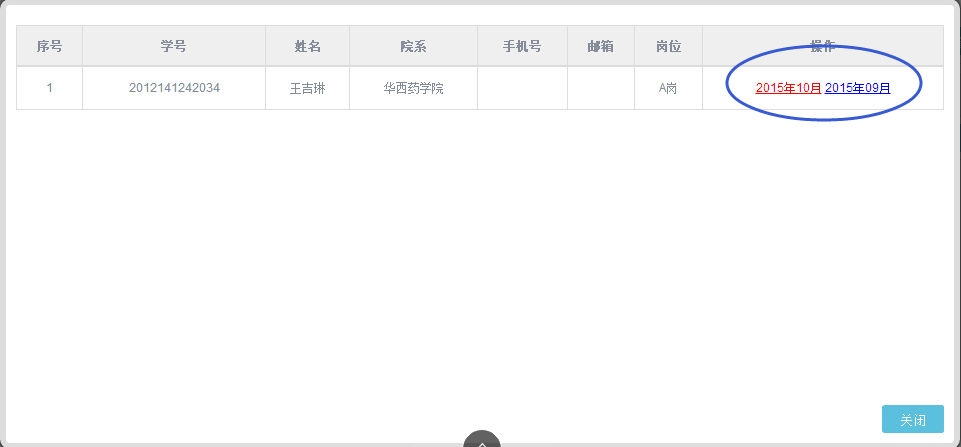 序号 学号 姓名 院系 手机号 邮箱 岗位 操作
1 2012141242034 王吉琳 华西药学院 A岗 2015年10月 2015年09月
关闭